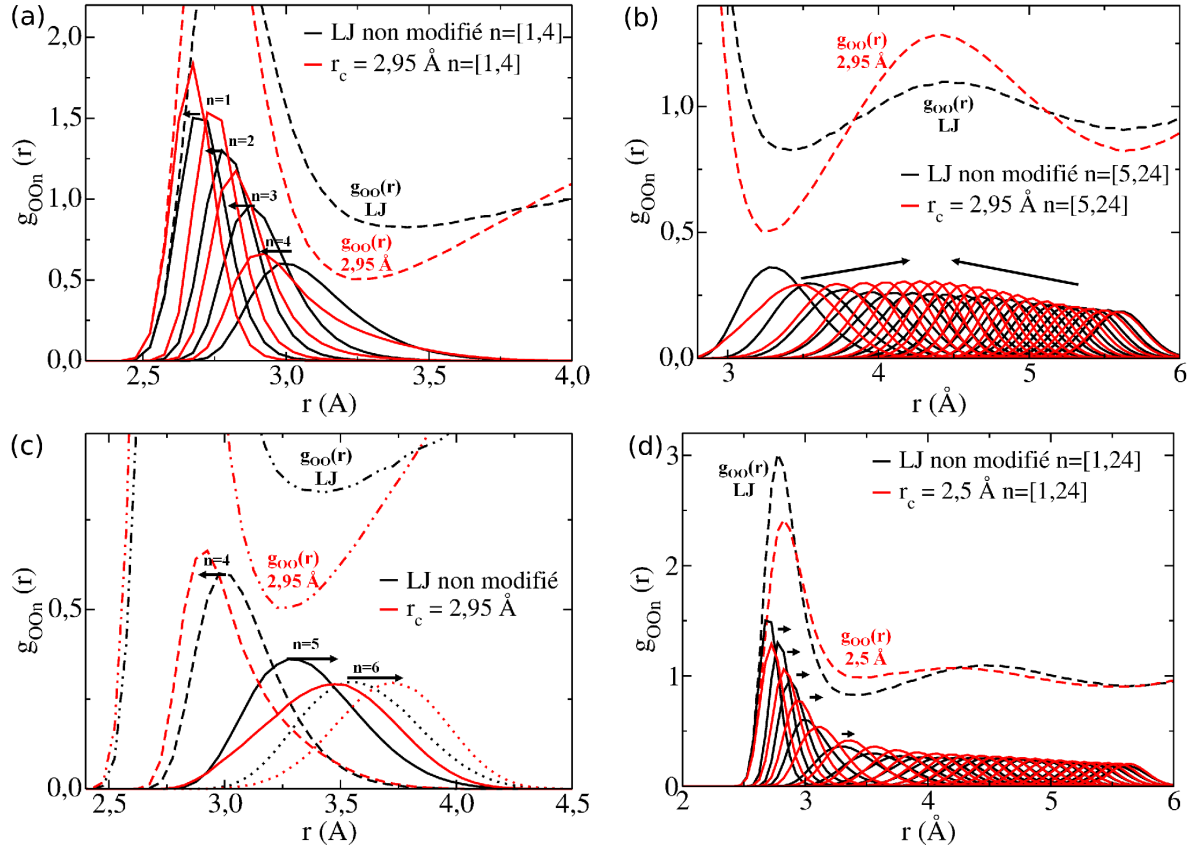 (a)
2,0
1,5
1,0
0,5
0,0
g_OOn (r)
LJ non modifié n=[1,4]
r_c = 2,95 Å n=[1,4]
n=1
n=2
n=3
n=4
g_OO(r)
LJ
g_OO(r)
2,95 Å
2,5 3,0 3,5 4,0
r (A)
(b)
1,0
0,5
0,0
g_OOn (r)
g_OO(r)
2,95 Å
g_OO(r)
LJ
LJ non modifié n=[5,24]
r_c = 2,95 Å n=[5,24]
3 4 5 6
r (Å)
(c)
0,5
0,0
g_OOn (r)
g_OO(r)
LJ
n=4
g_OO(r)
2,95 Å
LJ non modifié
r_c = 2,95 Å
n=5
n=6
2,5 3,0 3,5 4,0 4,5
r (A)
(d)
3
2
1
0
g_OOn (r)
g_OO(r)
LJ
LJ non modifié n=[1,24]
r_c = 2,5 Å n=[1,24]
g_OO(r)
2,5 Å
2 3 4 5 6
r (Å)